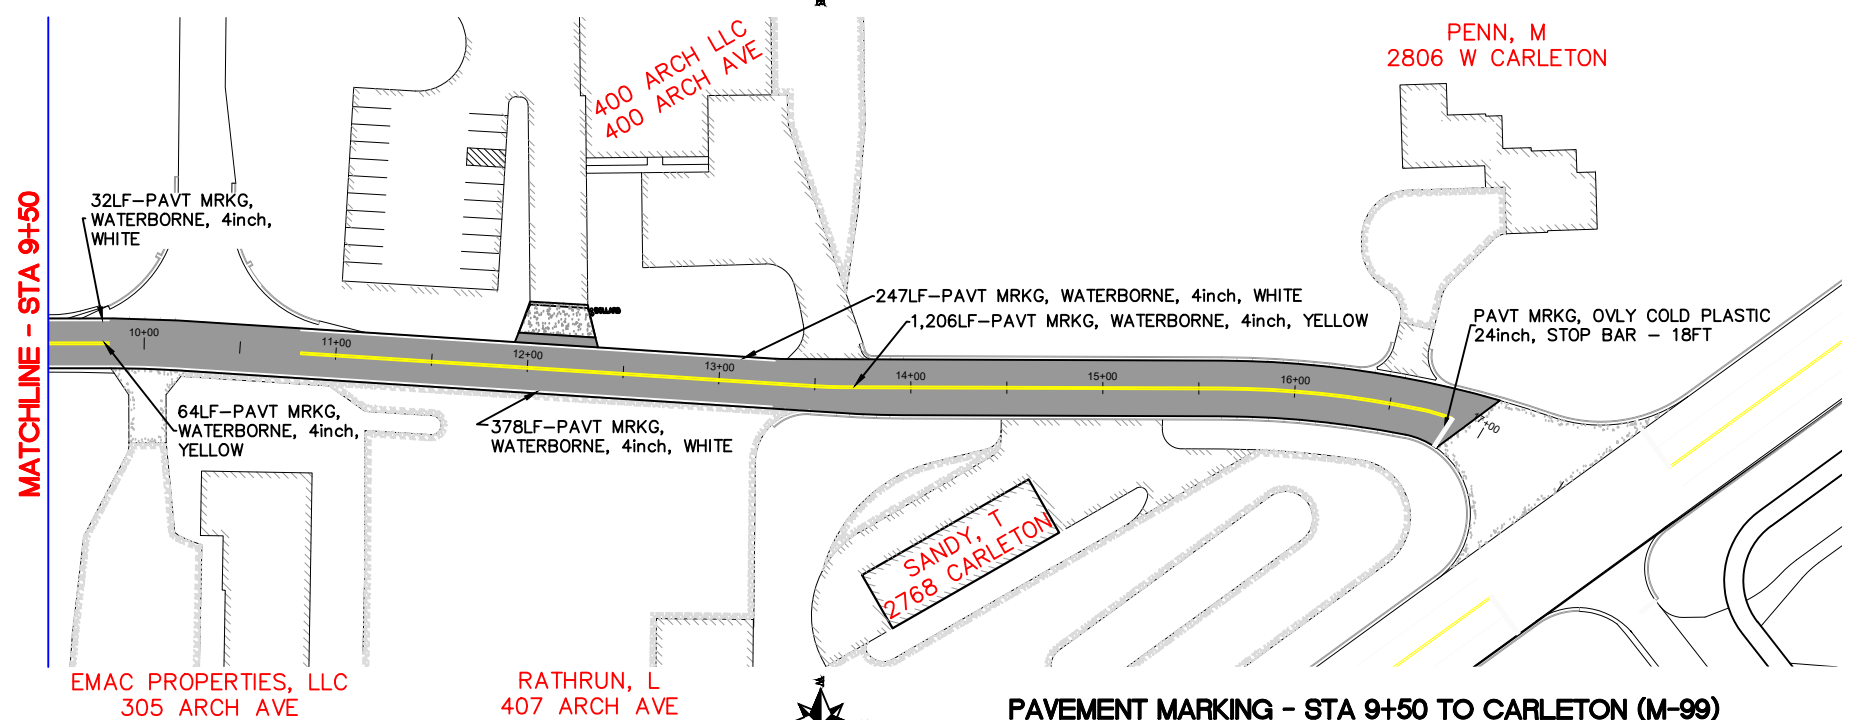 PENN, M
2806 W CARLETON
400 ARCH LLC
400 ARCH AVE
MATCHLINE - STA 9+50
32LF-PAVT MRKG,
WATERBORNE, 4inch,
WHITE
247LF-PAVT MRKG, WATERBORNE, 4inch, WHITE
1,206LF-PAVT MRKG, WATERBORNE, 4inch, YELLOW
PAVT MRKG, OVLY COLD PLASTIC
24inch, STOP BAR - 18FT
10+00
11+00
12+00
13+00
14+00
15+00
16+00
17+00
64LF-PAVT MRKG,
WATERBORNE, 4inch,
YELLOW
378LF-PAVT MRKG,
WATERBORNE, 4inch, WHITE
SANDY, T
2768 CARLETON
EMAC PROPERTIES, LLC
305 ARCH AVE
RATHRUN, L
407 ARCH AVE
PAVEMENT MARKING - STA 9+50 TO CARLETON (M-99)